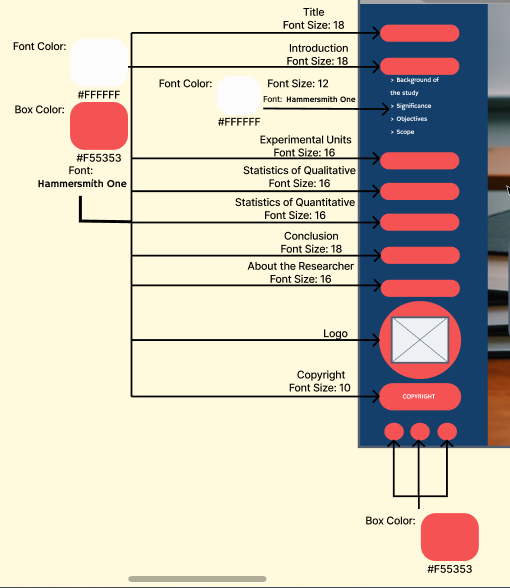 Title
Font Size: 18
Font Color:
Introduction
Font Size: 18
#FFFFFF
Box Color:
#F55353
Font:
Hammersmith One
Font Color:
#FFFFFF
Font Size: 12
Font: Hammersmith One
> Background of
the study
> Significance
> Objectives
> Scope
Experimental Units
Font Size: 16
Statistics of Qualitative
Font Size: 16
Statistics of Quantitative
Font Size: 16
Conclusion
Font Size: 18
About the Researcher
Font Size: 16
Logo
Copyright
Font Size: 10
COPYRIGHT
Box Color:
#F55353